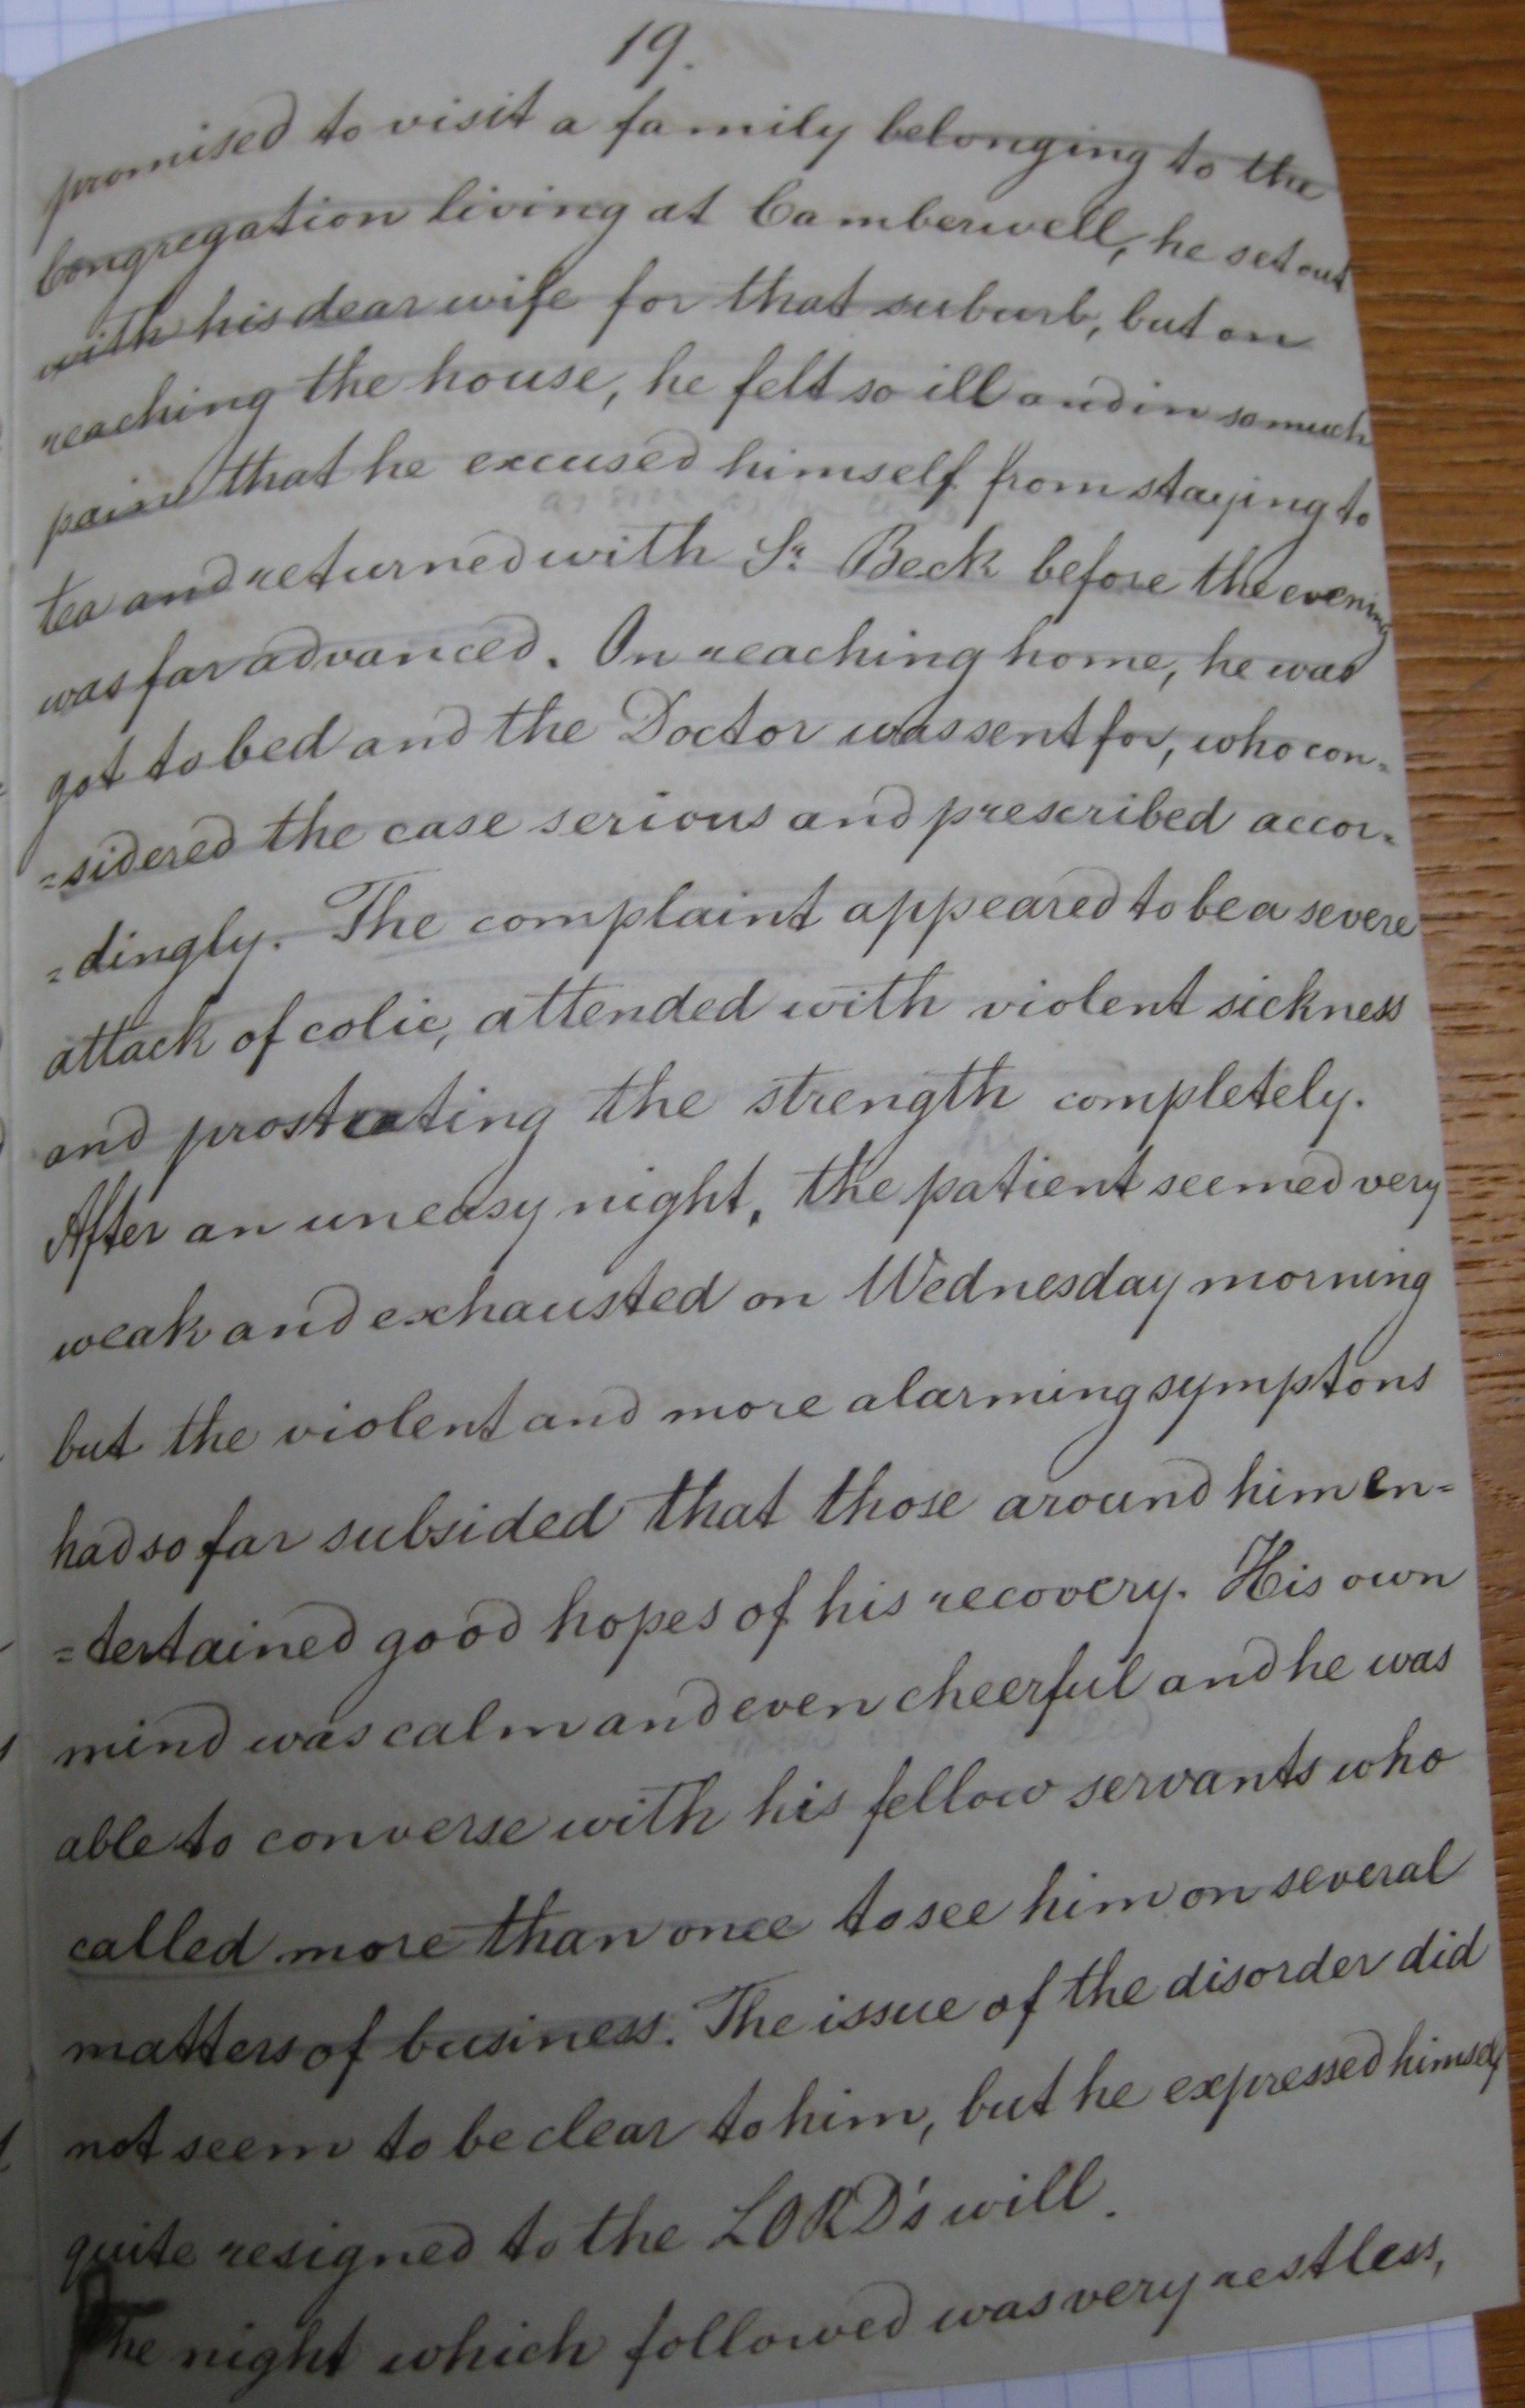 19.
promised to visit a family belonging to the
Congregation living at Camberwell, he set out
with his dear wife for that suburb, but on
reaching the house, he felt so ill and in so much
pain that he excused himself from staying to
tea and returned with Sr. Beck before the evening
was far advanced. On reaching home, he was
got to bed and the Doctor was sent for, who con=
=sidered the case serious and prescribed accor=
=dingly. The complaint appeared to be a severe
attack of colic, attended with violent sickness
and prostrating the strength completely.
After an uneasy night, the patient seemed very
weak and exhausted on Wednesday morning
but the violent and more alarming symptons
had so far subsided that those around him en=
=tertained good hopes of his recovery. His own
mind was calm and even cheerful and he was
able to converse with his fellow servants who
called more than once to see him on several
matters of business. The issue of the disorder did
not seem to be clear to him, but he expressed himself
quite resigned to the LORD's will.
The night which followed was very restless,